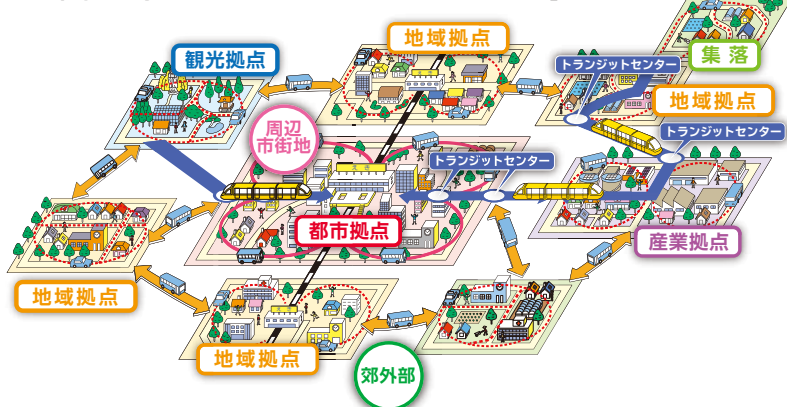 地域拠点
観光拠点
集落
トランジットセンター
地域拠点
周辺
市街地
トランジットセンター
トランジットセンター
えき
都市拠点
産業拠点
地域拠点
地域拠点
郊外部